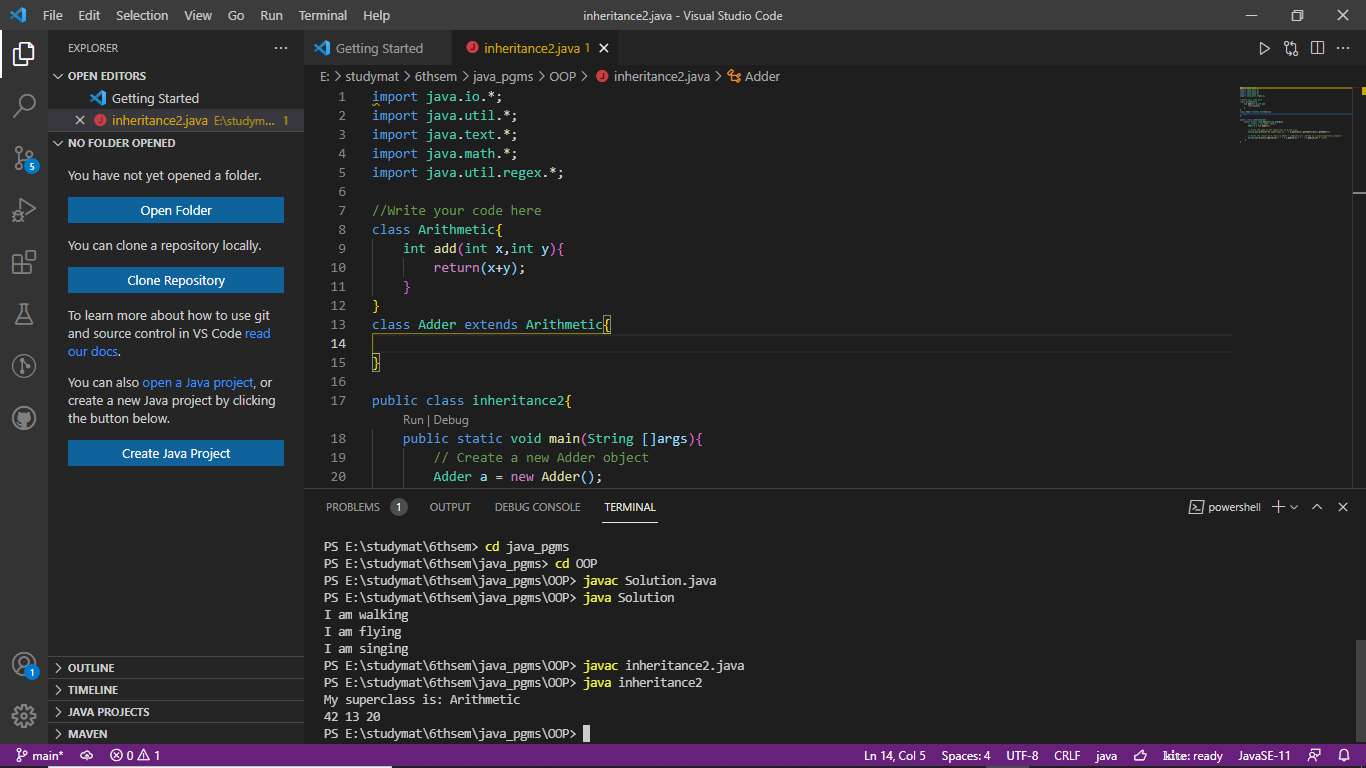 File Edit Selection View Go Run Terminal Help
inheritance2.java - Visual Studio Code
EXPLORER
OPEN EDITORS
Getting Started
inheritance2.java E:\studym... 1
NO FOLDER OPENED
You have not yet opened a folder.
Open Folder
You can clone a repository locally.
Clone Repository
To learn more about how to use git
and source control in VS Code read
our docs.
You can also open a Java project, or
create a new Java project by clicking
the button below.
Create Java Project
OUTLINE
TIMELINE
JAVA PROJECTS
MAVEN
5
1
Getting Started
inheritance2.java 1
E: > studymat > 6thsem > java_pgms > OOP > inheritance2.java > Adder
1 import java.io.*;
2 import java.util.*;
3 import java.text.*;
4 import java.math.*;
5 import java.util.regex.*;
6
7 //Write your code here
8 class Arithmetic{
9 int add(int x,int y){
10 return(x+y);
11 }
12 }
13 class Adder extends Arithmetic{
14
15 }
16
17 public class inheritance2{
Run | Debug
18 public static void main(String []args){
19 // Create a new Adder object
20 Adder a = new Adder();
PROBLEMS 1 OUTPUT DEBUG CONSOLE TERMINAL
powershell
PS E:\studymat\6thsem> cd java_pgms
PS E:\studymat\6thsem\java_pgms> cd OOP
PS E:\studymat\6thsem\java_pgms\OOP> javac Solution.java
PS E:\studymat\6thsem\java_pgms\OOP> java Solution
I am walking
I am flying
I am singing
PS E:\studymat\6thsem\java_pgms\OOP> javac inheritance2.java
PS E:\studymat\6thsem\java_pgms\OOP> java inheritance2
My superclass is: Arithmetic
42 13 20
PS E:\studymat\6thsem\java_pgms\OOP>
main* 0 1
Ln 14, Col 5 Spaces: 4 UTF-8 CRLF java kite: ready JavaSE-11